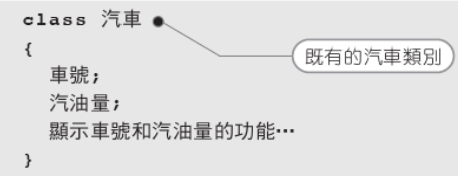 class 汽車
既有的汽車類別
{
車號;
汽油量;
顯示車號和汽油量的功能…
}